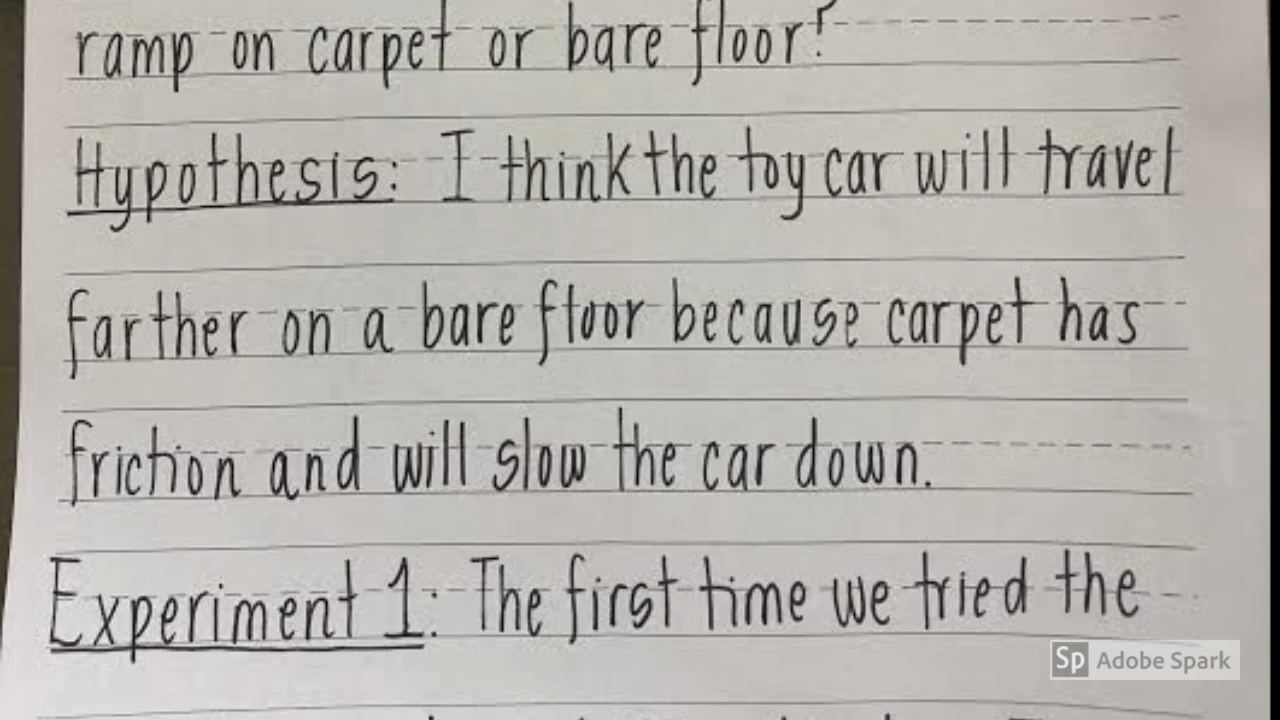 ramp on carpet or bare floor?
Hypothesis: I think the toy car will travel
farther on a bare floor because carpet has
friction and will slow the car down.
Experiment 1: The first time we tried the
Sp Adobe Spark